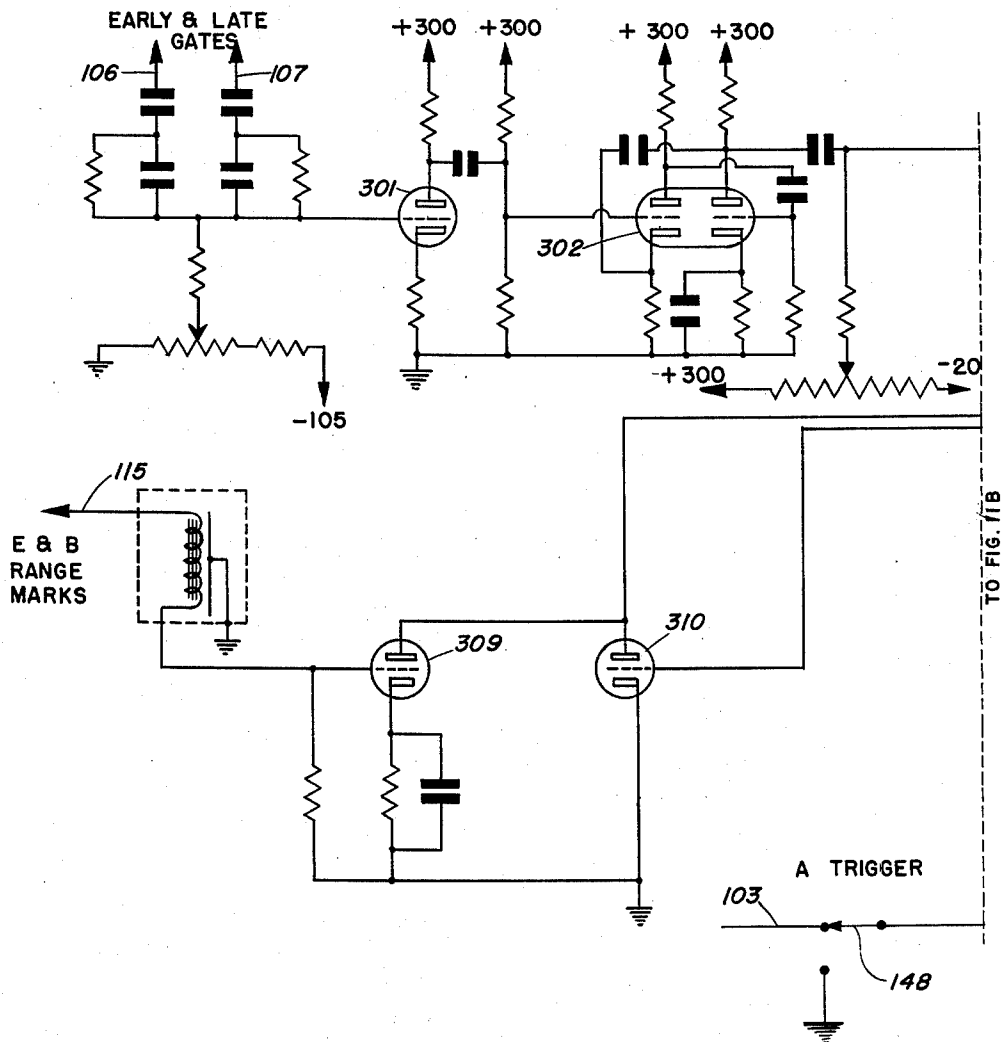 EARLY & LATE
GATES
106
107
+300
+300
+300
+300
301
302
-105
+300
-20
115
E & B
RANGE
MARKS
309
310
TO FIG. 11B
A TRIGGER
103
148